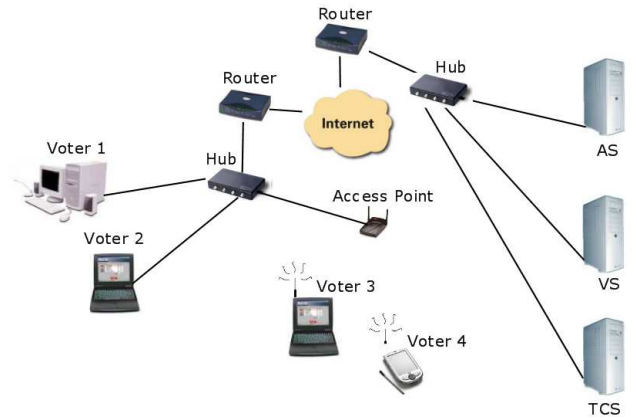 Router
Router
Hub
Internet
AS
Voter 1
Hub
Access Point
Voter 2
VS
Voter 3
Voter 4
TCS